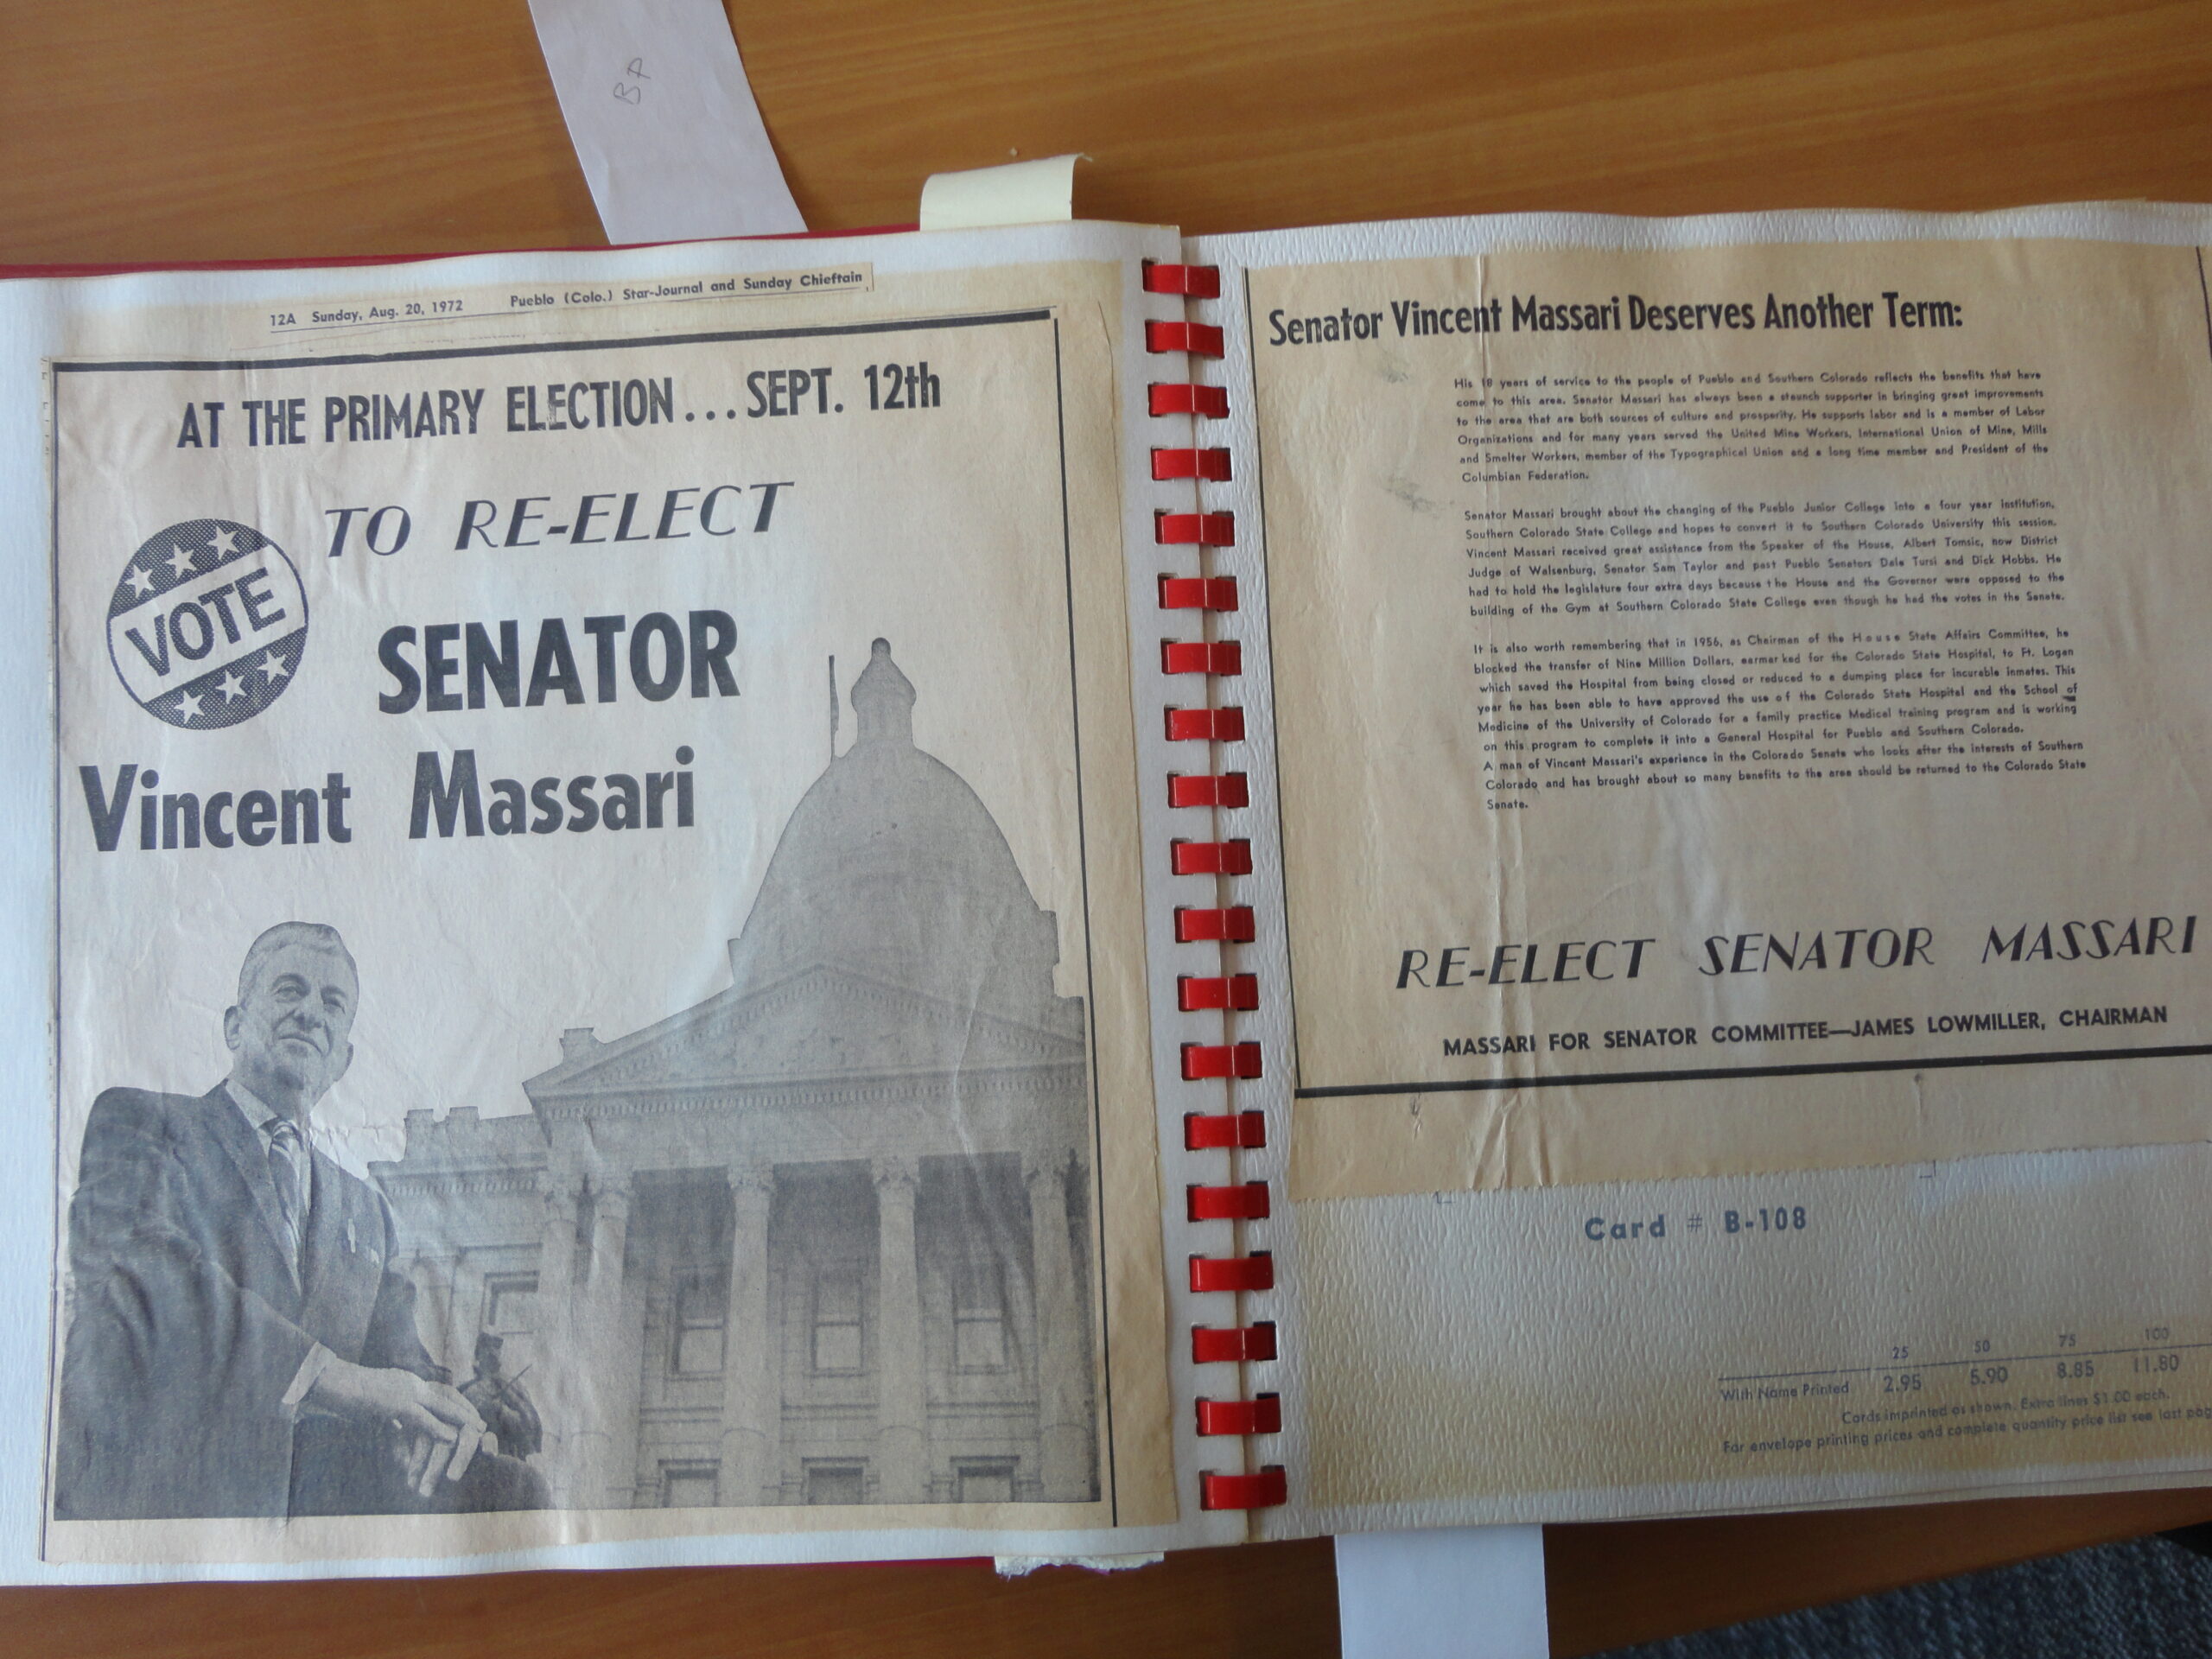 BA
12A Sunday, Aug. 20, 1972 Pueblo (Colo.) Star-Journal and Sunday Chieftain
AT THE PRIMARY ELECTION... SEPT. 12th
TO RE-ELECT
VOTE
SENATOR
Vincent Massari
Senator Vincent Massari Deserves Another Term:
His 18 years of service to the people of Pueblo and Southern Colorado reflects the benefits that have
come to this area. Senator Massari has always been a staunch supporter in bringing great improvements
to the area that are both sources of culture and prosperity. He supports labor and is a member of Labor
Organizations and for many years served the United Mine Workers, International Union of Mine, Mills
and Smelter Workers, member of the Typographical Union and a long time member and President of the
Columbian Federation.
Senator Massari brought about the changing of the Pueblo Junior College into a four year institution,
Southern Colorado State College and hopes to convert it to Southern Colorado University this session.
Vincent Massari received great assistance from the Speaker of the House, Albert Tomsic, now District
Judge of Walsenburg, Senator Sam Taylor and past Pueblo Senators Dale Tursi and Dick Hobbs. He
had to hold the legislature four extra days because the House and the Governor were opposed to the
building of the Gym at Southern Colorado State College even though he had the votes in the Senate.
It is also worth remembering that in 1956, as Chairman of the House State Affairs Committee, he
blocked the transfer of Nine Million Dollars, earmarked for the Colorado State Hospital, to Ft. Logan
which saved the Hospital from being closed or reduced to a dumping place for incurable inmates. This
year he has been able to have approved the use of the Colorado State Hospital and the School of
Medicine of the University of Colorado for a family practice Medical training program and is working
on this program to complete it into a General Hospital for Pueblo and Southern Colorado.
A man of Vincent Massari's experience in the Colorado Senate who looks after the interests of Southern
Colorado and has brought about so many benefits to the area should be returned to the Colorado State
Senate.
RE-ELECT SENATOR MASSARI
MASSARI FOR SENATOR COMMITTEE—JAMES LOWMILLER, CHAIRMAN
Card # B-108
25 50 75 100
With Name Printed 2.95 5.90 8.85 11.80
Cards imprinted as shown. Extra lines $1.00 each.
For envelope printing prices and complete quantity price list see last pag